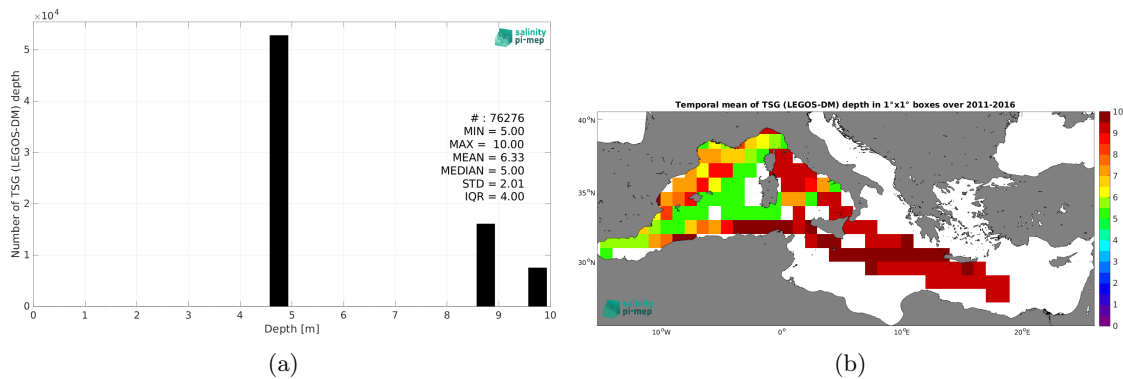 ×10⁴
5
4
3
2
1
0
Number of TSG (LEGOS-DM) depth
salinity
pi-mep
# : 76276
MIN = 5.00
MAX = 10.00
MEAN = 6.33
MEDIAN = 5.00
STD = 2.01
IQR = 4.00
0 1 2 3 4 5 6 7 8 9 10
Depth [m]
(a)
Temporal mean of TSG (LEGOS-DM) depth in 1°x1° boxes over 2011-2016
40°N
35°N
30°N
10°W
0°
10°E
20°E
salinity
pi-mep
10
9
8
7
6
5
4
3
2
1
0
(b)